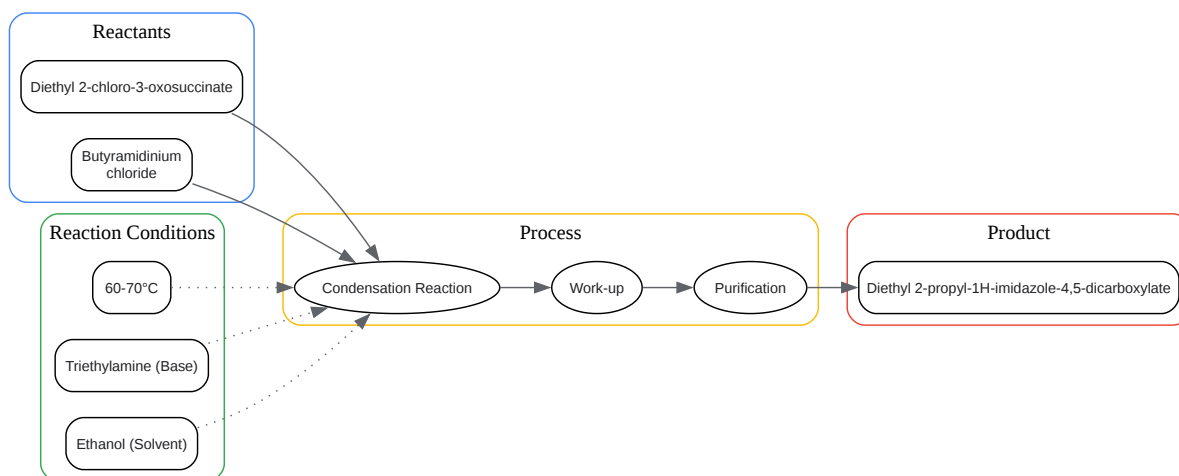 Reactants
Diethyl 2-chloro-3-oxosuccinate
Butyramidinium
chloride
Reaction Conditions
60-70°C
Triethylamine (Base)
Ethanol (Solvent)
Process
Condensation Reaction
Work-up
Purification
Product
Diethyl 2-propyl-1H-imidazole-4,5-dicarboxylate